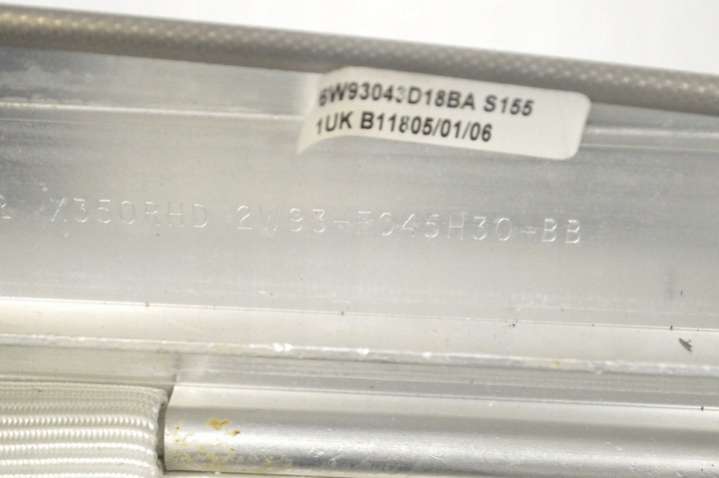 6W93043D18BA S155
1UK B11805/01/06
X350RHD 2W93-F045H30-BB